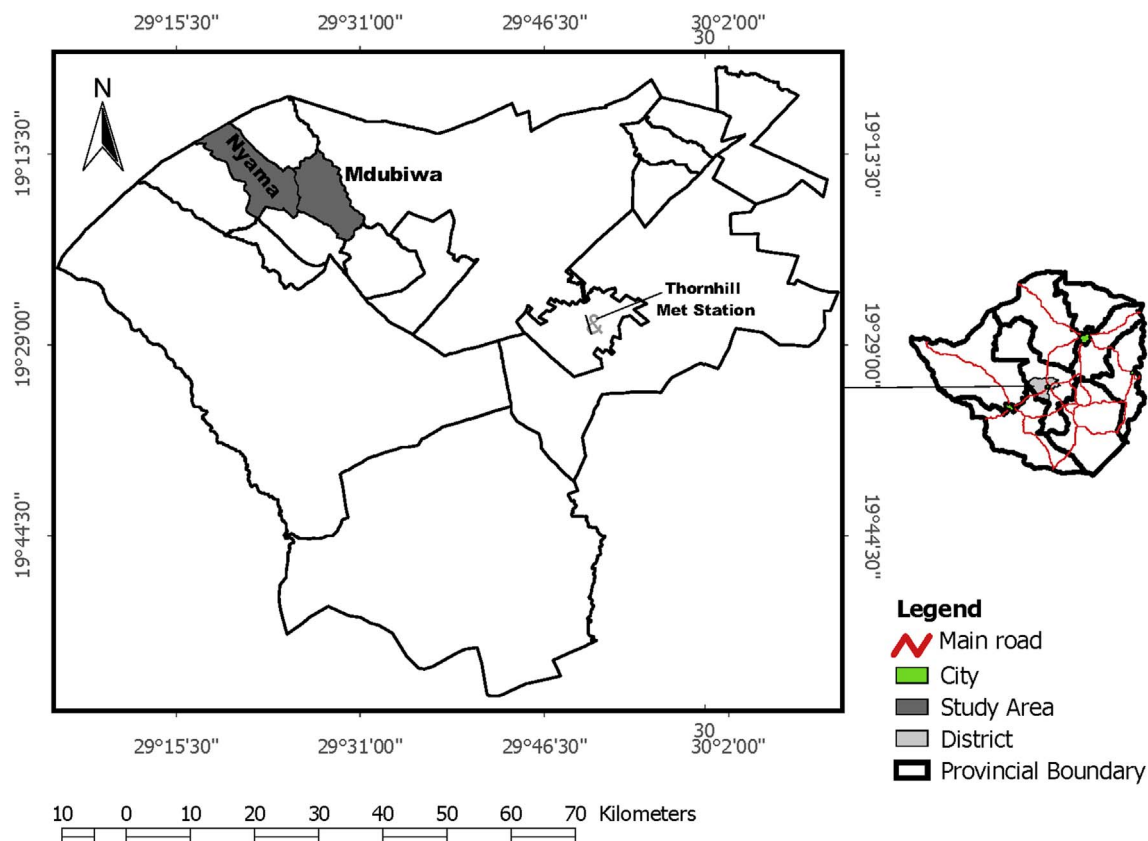 29°15'30" 29°31'00" 29°46'30" 30°2'00"
30
N
19°13'30"
19°29'00"
19°44'30"
Nyama
Mdubiwa
Thornhill
Met Station
&
19°13'30"
19°29'00"
19°44'30"
30
29°15'30" 29°31'00" 29°46'30" 30°2'00"
Legend
Main road
City
Study Area
District
Provincial Boundary
10 0 10 20 30 40 50 60 70 Kilometers